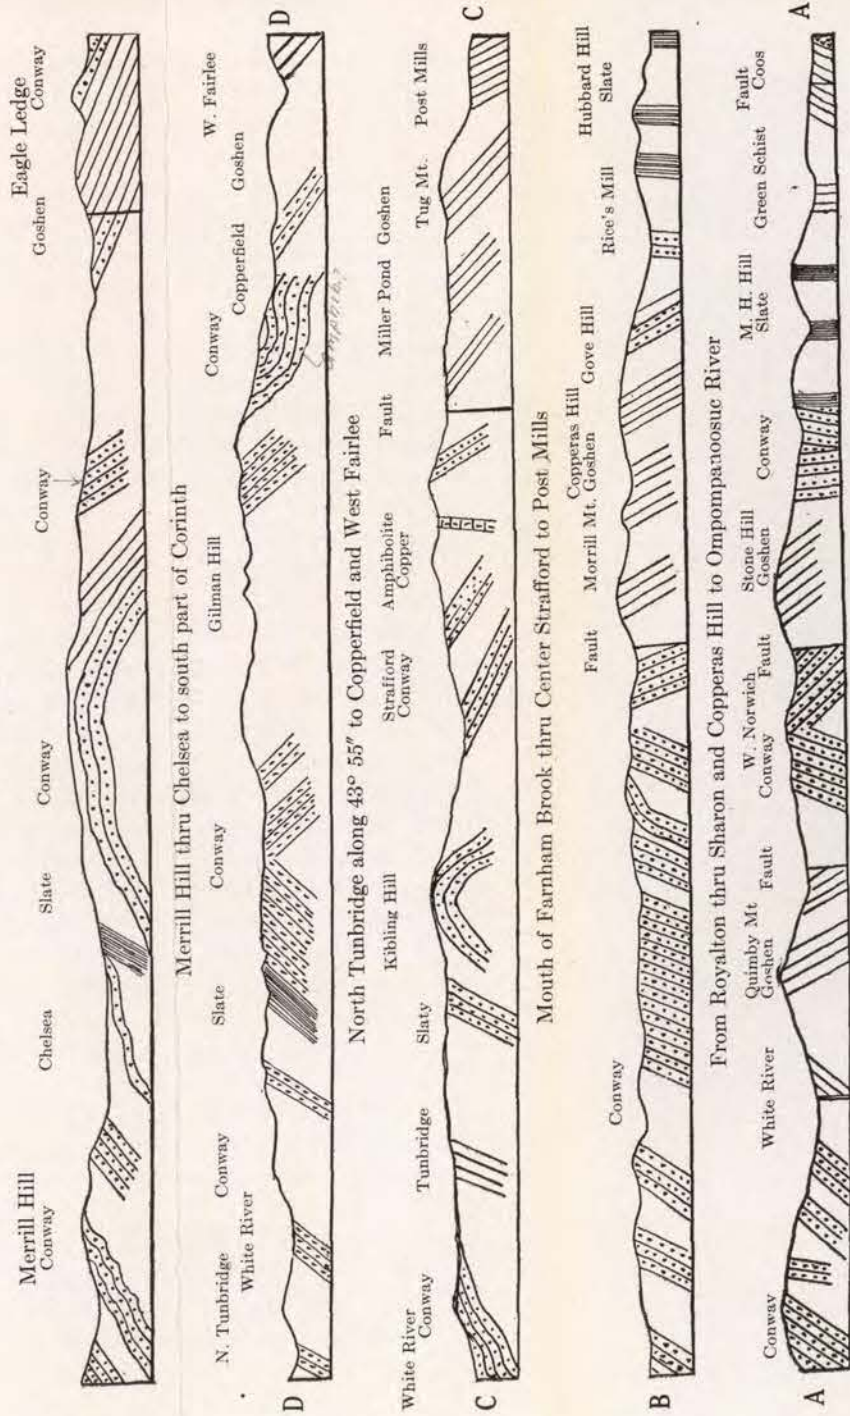 Merrill Hill
Conway
Chelsea
Slate
Conway
Conway
Goshen
Eagle Ledge
Conway
Merrill Hill thru Chelsea to south part of Corinth
D
N. Tunbridge
White River
Conway
Slate
Conway
Gilman Hill
Conway
Copperfield
Goshen
W. Fairlee
D
North Tunbridge along 43° 55″ to Copperfield and West Fairlee
C
White River
Conway
Tunbridge
Slaty
Kibling Hill
Strafford
Conway
Amphibolite
Copper
Fault
Miller Pond
Goshen
Tug Mt.
Post Mills
C
Mouth of Farnham Brook thru Center Strafford to Post Mills
B
Conway
Fault
Morrill Mt.
Copperas Hill
Goshen
Gove Hill
Rice's Mill
Hubbard Hill
Slate
From Royalton thru Sharon and Copperas Hill to Ompompanoosuc River
A
Conway
White River
Quimby Mt
Goshen
Fault
W. Norwich
Conway
Fault
Stone Hill
Goshen
Conway
M. H. Hill
Slate
Green Schist
Fault
Coos
A